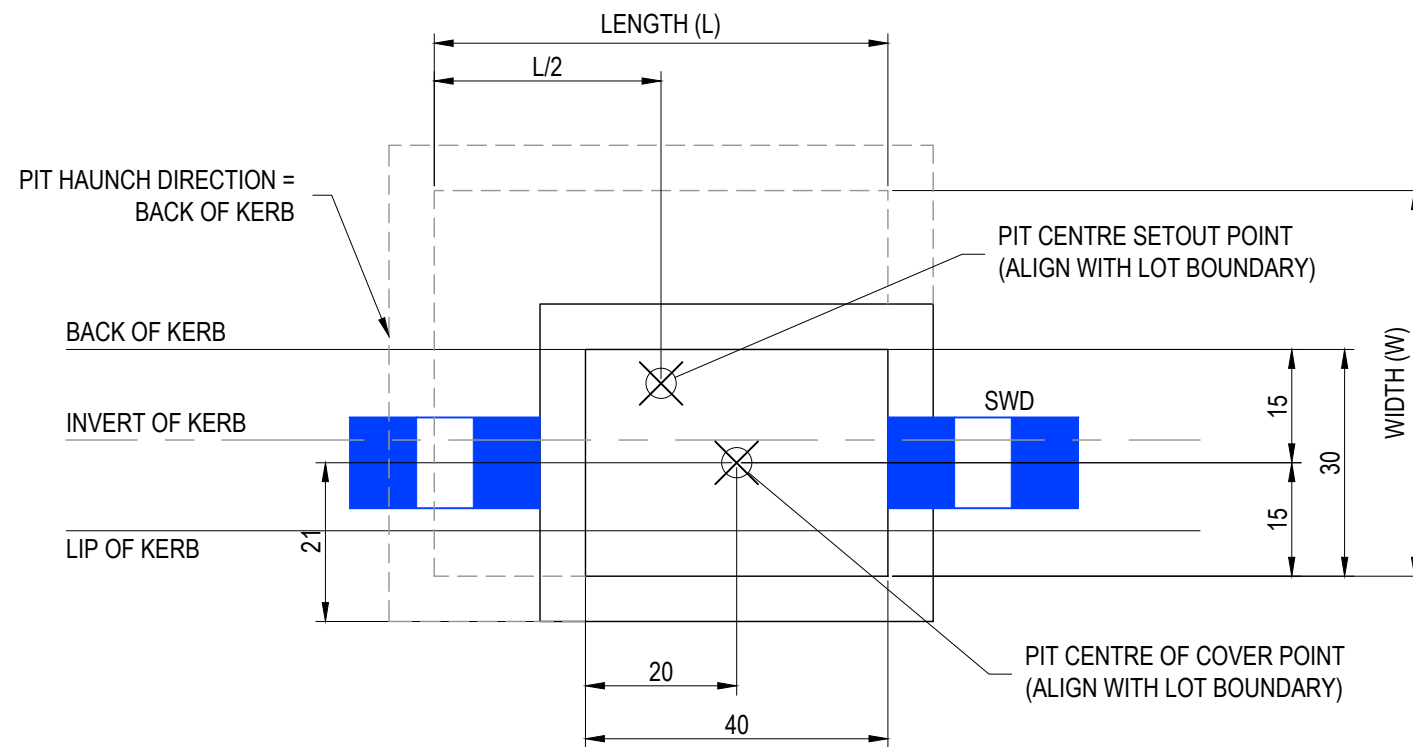 LENGTH (L)
L/2
PIT HAUNCH DIRECTION =
BACK OF KERB
PIT CENTRE SETOUT POINT
(ALIGN WITH LOT BOUNDARY)
BACK OF KERB
WIDTH (W)
SWD
15
INVERT OF KERB
30
15
21
LIP OF KERB
PIT CENTRE OF COVER POINT
(ALIGN WITH LOT BOUNDARY)
20
40